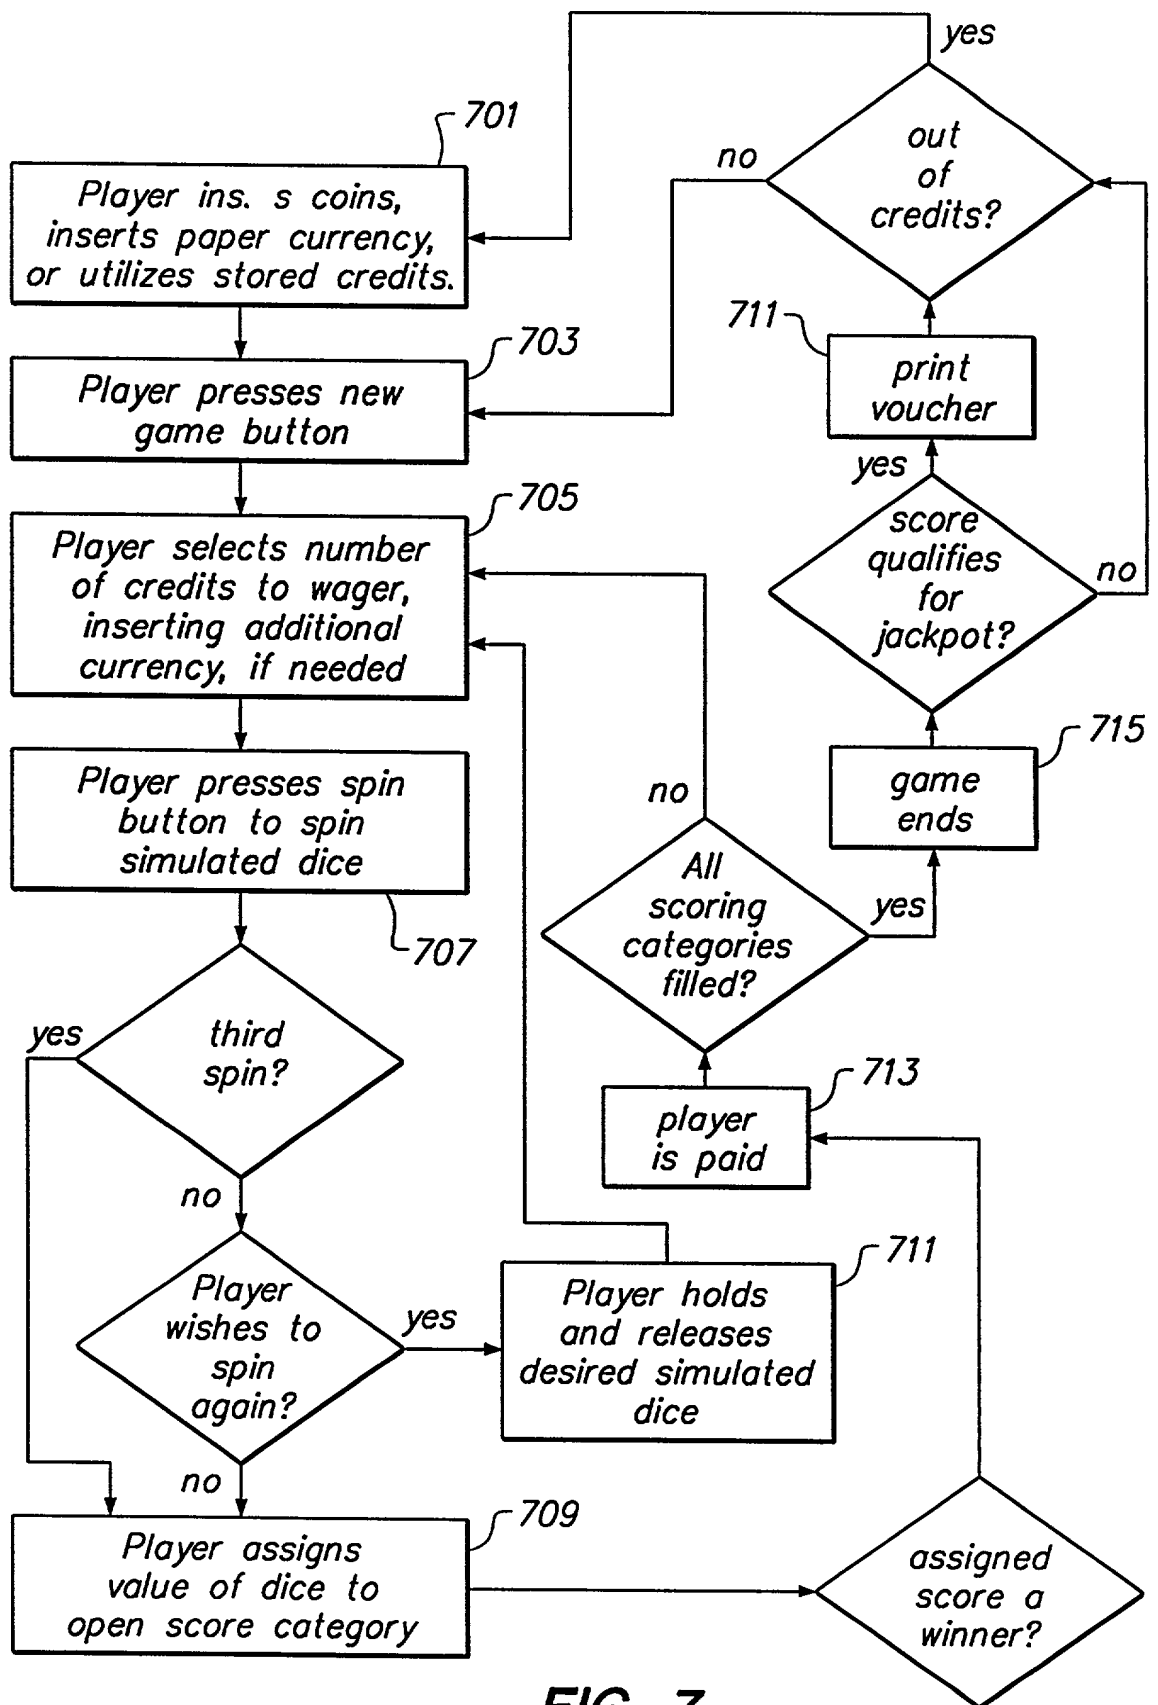 yes
out
of
credits?
no
701
Player ins. s coins,
inserts paper currency,
or utilizes stored credits.
711
print
voucher
703
Player presses new
game button
yes
score
qualifies
for
jackpot?
no
705
Player selects number
of credits to wager,
inserting additional
currency, if needed
715
game
ends
Player presses spin
button to spin
simulated dice
707
no
All
scoring
categories
filled?
yes
yes
third
spin?
no
713
player
is paid
Player
wishes to
spin
again?
yes
711
Player holds
and releases
desired simulated
dice
no
709
Player assigns
value of dice to
open score category
assigned
score a
winner?
FIG. 7